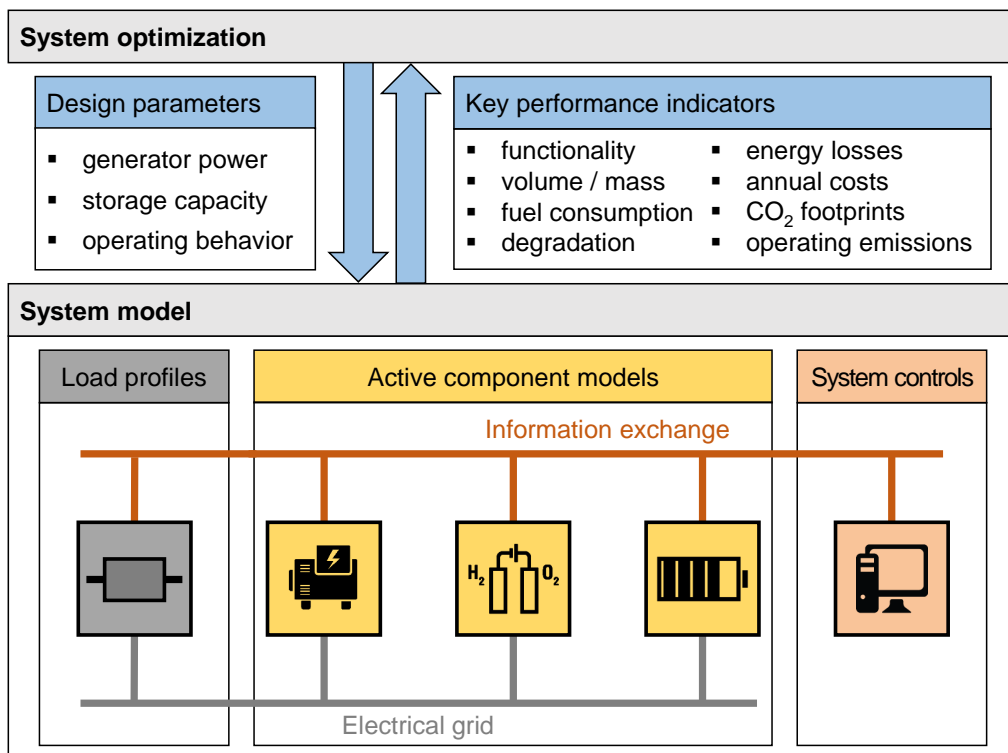 System optimization
Design parameters
▪ generator power
▪ storage capacity
▪ operating behavior
Key performance indicators
▪ functionality
▪ volume / mass
▪ fuel consumption
▪ degradation
▪ energy losses
▪ annual costs
▪ CO₂ footprints
▪ operating emissions
System model
Load profiles
Active component models
System controls
Information exchange
H₂ O₂
Electrical grid